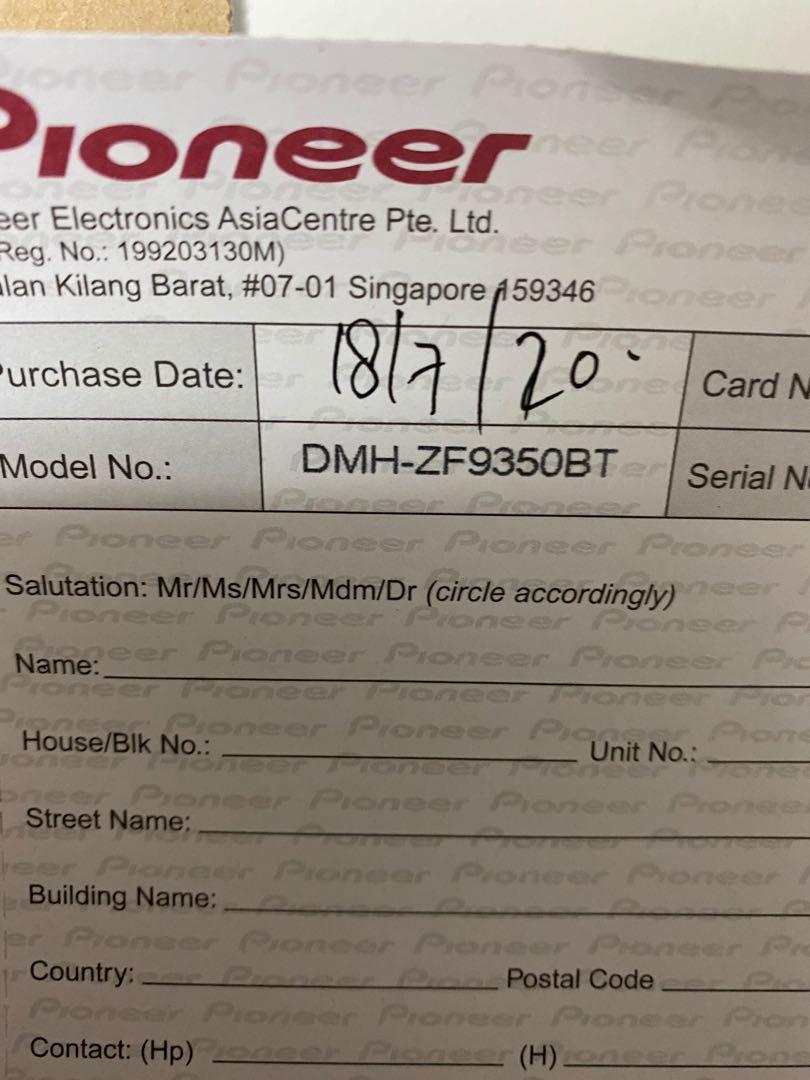 Pioneer
eer Electronics AsiaCentre Pte. Ltd.
Reg. No.: 199203130M)
lan Kilang Barat, #07-01 Singapore 159346
Purchase Date: 18/7/20 Card N
Model No.: DMH-ZF9350BT Serial N
Salutation: Mr/Ms/Mrs/Mdm/Dr (circle accordingly)
Name:
House/Blk No.: Unit No.:
Street Name:
Building Name:
Country: Postal Code
Contact: (Hp) (H)